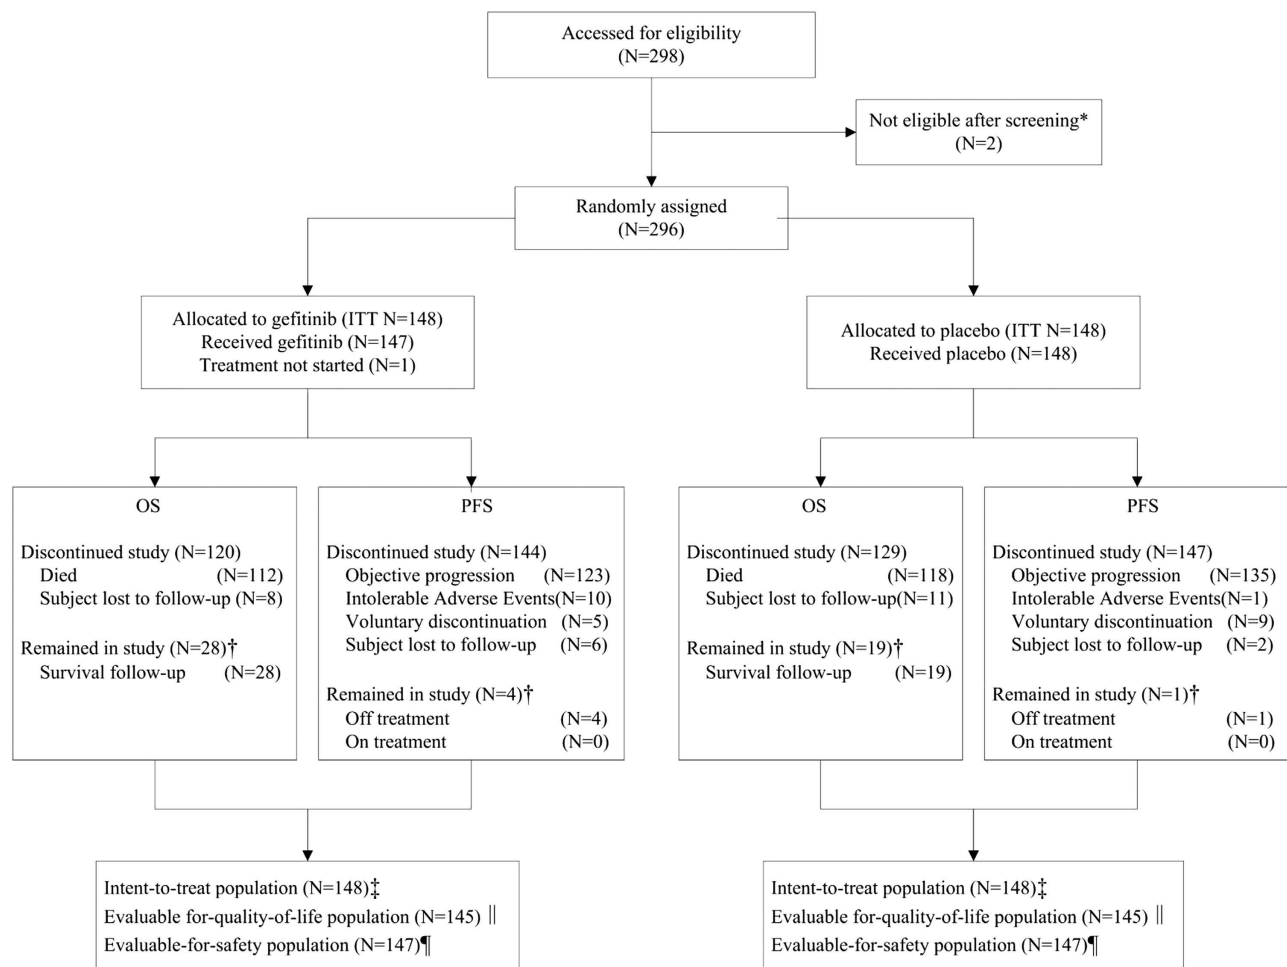 Accessed for eligibility
(N=298)
Not eligible after screening*
(N=2)
Randomly assigned
(N=296)
Allocated to gefitinib (ITT N=148)
Received gefitinib (N=147)
Treatment not started (N=1)
Allocated to placebo (ITT N=148)
Received placebo (N=148)
OS
Discontinued study (N=120)
Died (N=112)
Subject lost to follow-up (N=8)
Remained in study (N=28)†
Survival follow-up (N=28)
PFS
Discontinued study (N=144)
Objective progression (N=123)
Intolerable Adverse Events(N=10)
Voluntary discontinuation (N=5)
Subject lost to follow-up (N=6)
Remained in study (N=4)†
Off treatment (N=4)
On treatment (N=0)
OS
Discontinued study (N=129)
Died (N=118)
Subject lost to follow-up(N=11)
Remained in study (N=19)†
Survival follow-up (N=19)
PFS
Discontinued study (N=147)
Objective progression (N=135)
Intolerable Adverse Events(N=1)
Voluntary discontinuation (N=9)
Subject lost to follow-up (N=2)
Remained in study (N=1)†
Off treatment (N=1)
On treatment (N=0)
Intent-to-treat population (N=148)‡
Evaluable for-quality-of-life population (N=145) ||
Evaluable-for-safety population (N=147)¶
Intent-to-treat population (N=148)‡
Evaluable for-quality-of-life population (N=145) ||
Evaluable-for-safety population (N=147)¶